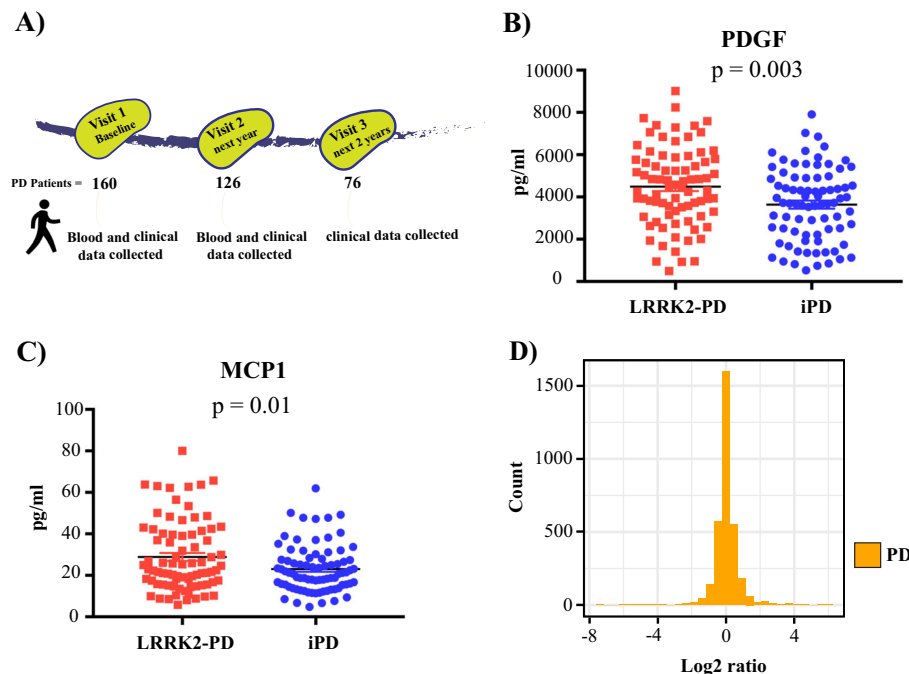 A)
Visit 1
Baseline
Visit 2
next year
Visit 3
next 2 years
PD Patients = 160 126 76
Blood and clinical
data collected
Blood and clinical
data collected
clinical data collected
B)
PDGF
p = 0.003
10000
8000
6000
4000
2000
0
pg/ml
LRRK2-PD iPD
C)
MCP1
p = 0.01
100
80
60
40
20
0
pg/ml
LRRK2-PD iPD
D)
1500
1000
500
0
Count
-8 -4 0 4
Log2 ratio
PD